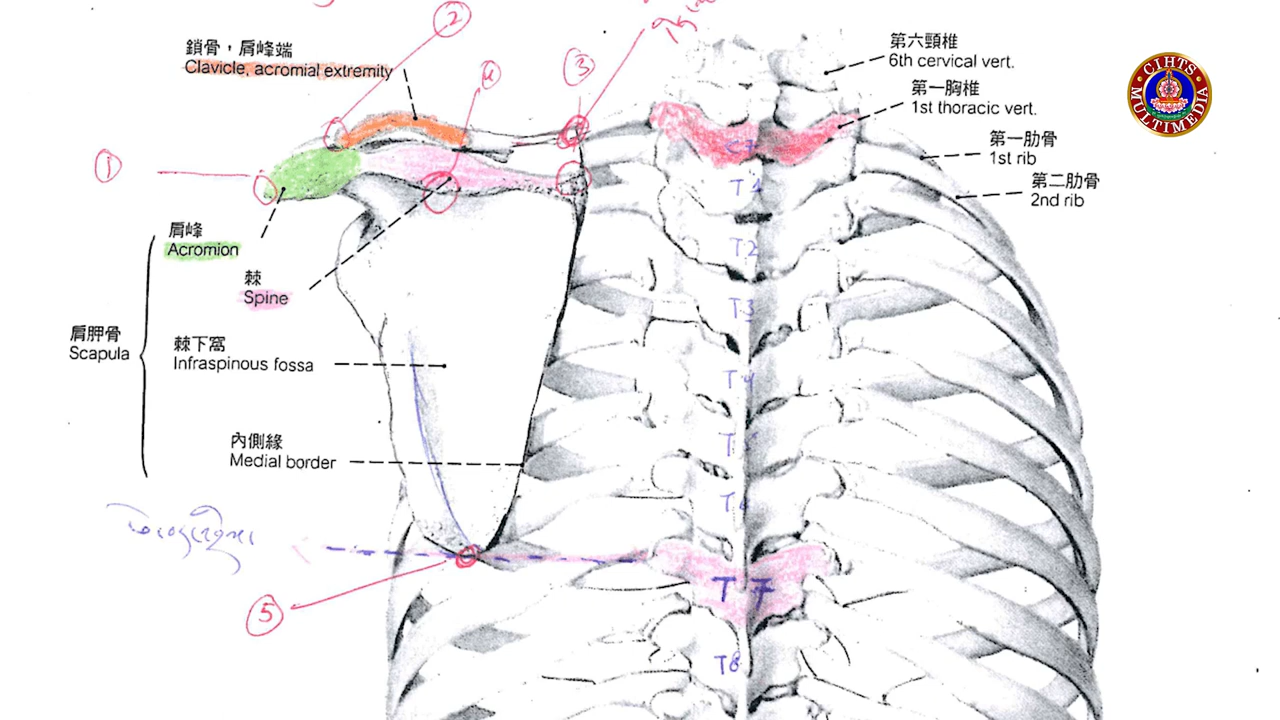 ②
鎖骨，肩峰端
Clavicle, acromial extremity
③
第六頸椎
6th cervical vert.
第一胸椎
1st thoracic vert.
第一肋骨
1st rib
第二肋骨
2nd rib
CIHTS
MULTIMEDIA
①
C7
T1
肩峰
Acromion
T2
棘
Spine
T3
肩胛骨
Scapula
棘下窩
Infraspinous fossa
T4
內側緣
Medial border
T7
⑤
T8